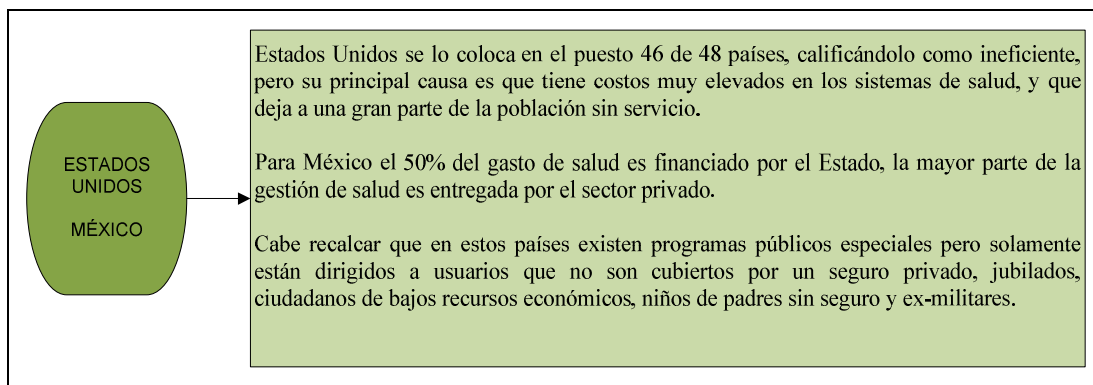 ESTADOS
UNIDOS
MÉXICO
Estados Unidos se lo coloca en el puesto 46 de 48 países, calificándolo como ineficiente,
pero su principal causa es que tiene costos muy elevados en los sistemas de salud, y que
deja a una gran parte de la población sin servicio.
Para México el 50% del gasto de salud es financiado por el Estado, la mayor parte de la
gestión de salud es entregada por el sector privado.
Cabe recalcar que en estos países existen programas públicos especiales pero solamente
están dirigidos a usuarios que no son cubiertos por un seguro privado, jubilados,
ciudadanos de bajos recursos económicos, niños de padres sin seguro y ex-militares.